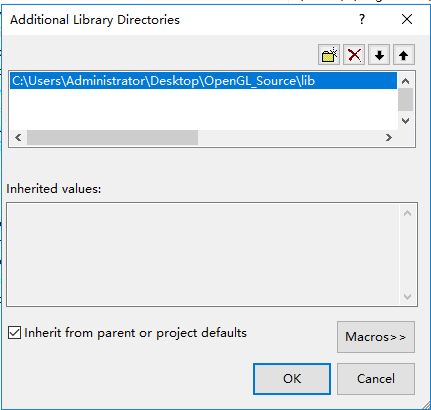 Additional Library Directories
C:\Users\Administrator\Desktop\OpenGL_Source\lib
Inherited values:
Inherit from parent or project defaults
Macros>>
OK
Cancel